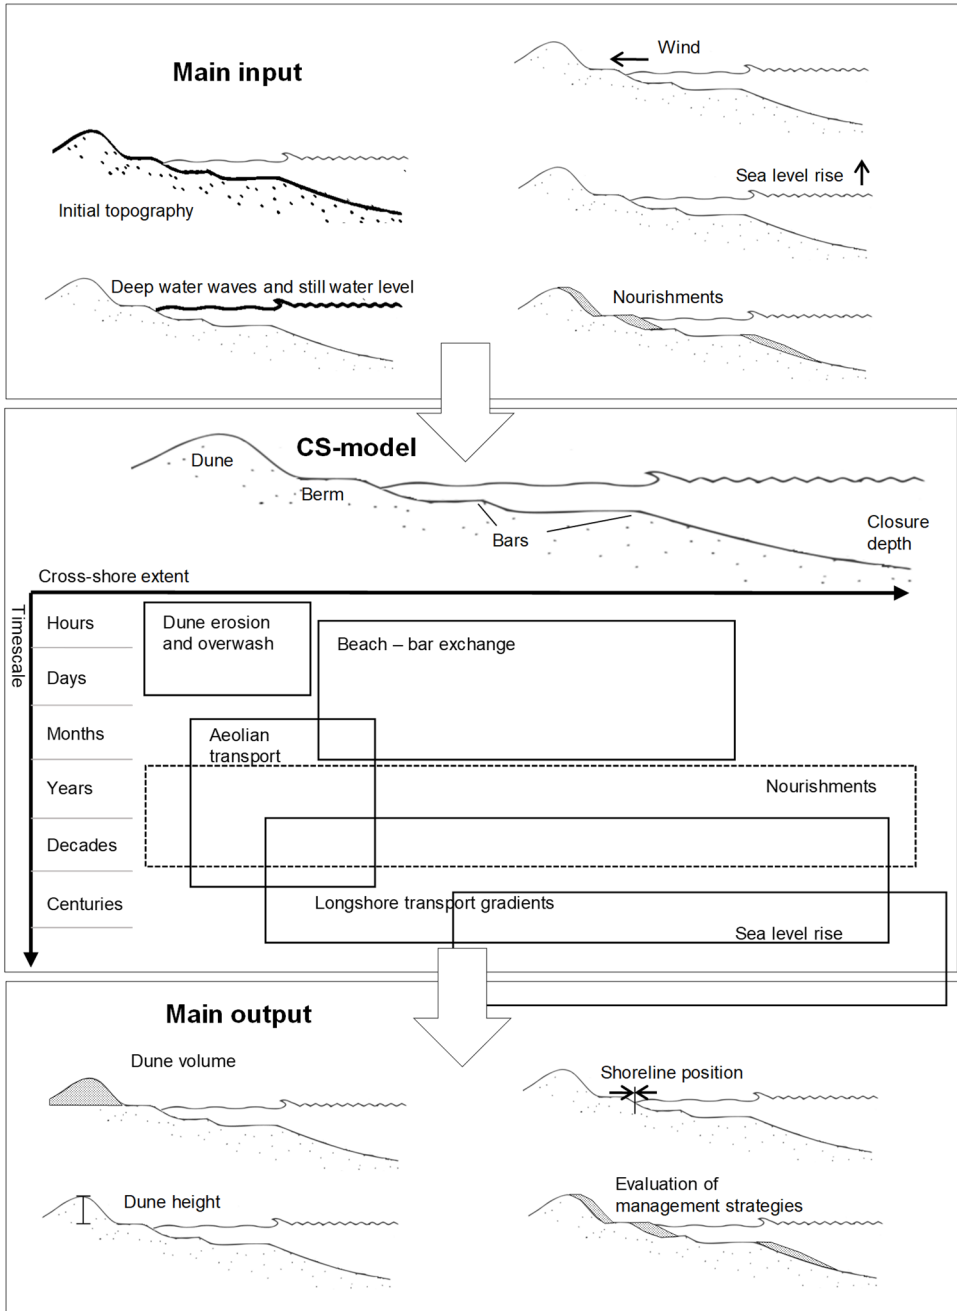 Main input
Wind
Initial topography
Sea level rise
Deep water waves and still water level
Nourishments
CS-model
Dune
Berm
Bars
Closure
depth
Cross-shore extent
Timescale
Hours
Days
Months
Years
Decades
Centuries
Dune erosion
and overwash
Beach – bar exchange
Aeolian
transport
Nourishments
Longshore transport gradients
Sea level rise
Main output
Dune volume
Shoreline position
Dune height
Evaluation of
management strategies